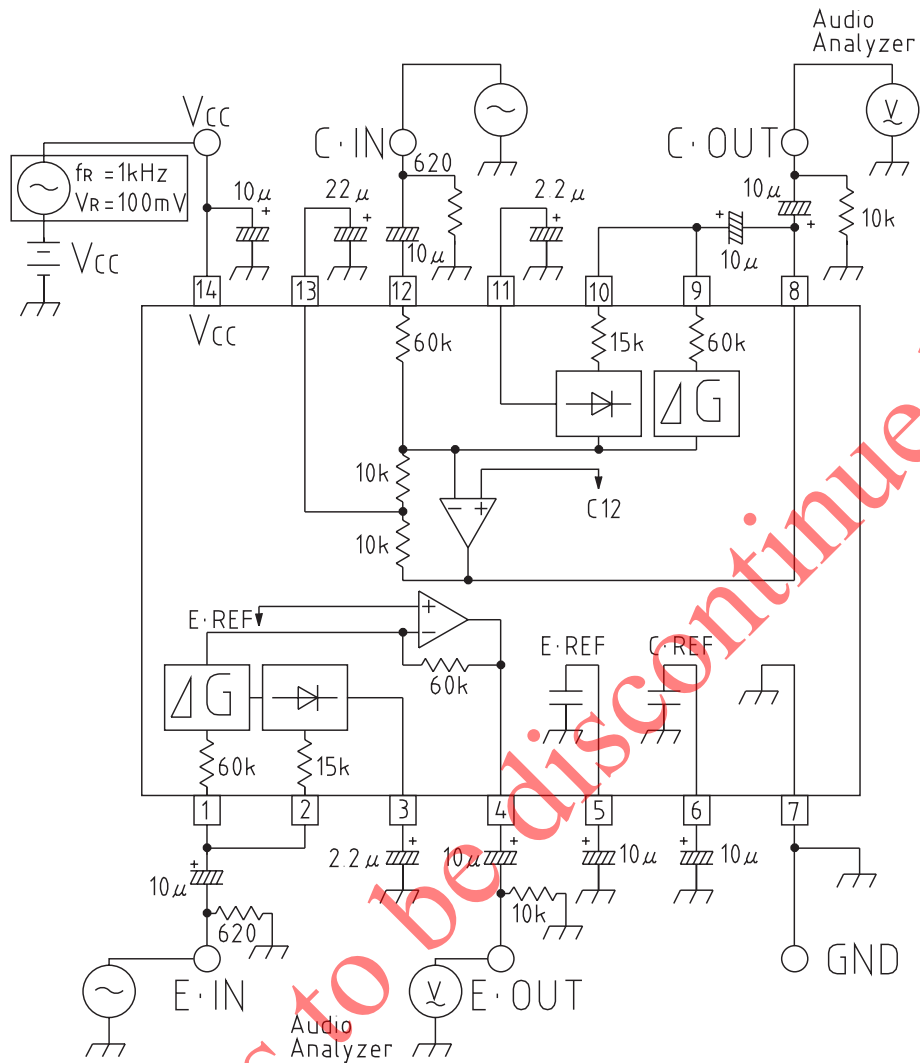 Audio
Analyzer
Vcc
C·IN
C·OUT
620
fR=1kHz
VR=100mV
10μ
22μ
10μ
2.2μ
+
10μ
10μ
10k
Vcc
14
13
12
11
10
9
8
Vcc
60k
15k
60k
ΔG
10k
10k
- +
C12
E·REF
+
-
60k
E·REF
C·REF
ΔG
60k
15k
1
2
3
4
5
6
7
10μ
2.2μ
10μ
10μ
10μ
620
10k
GND
E·IN
V
E·OUT
V
Audio
Analyzer
s to be discontinue